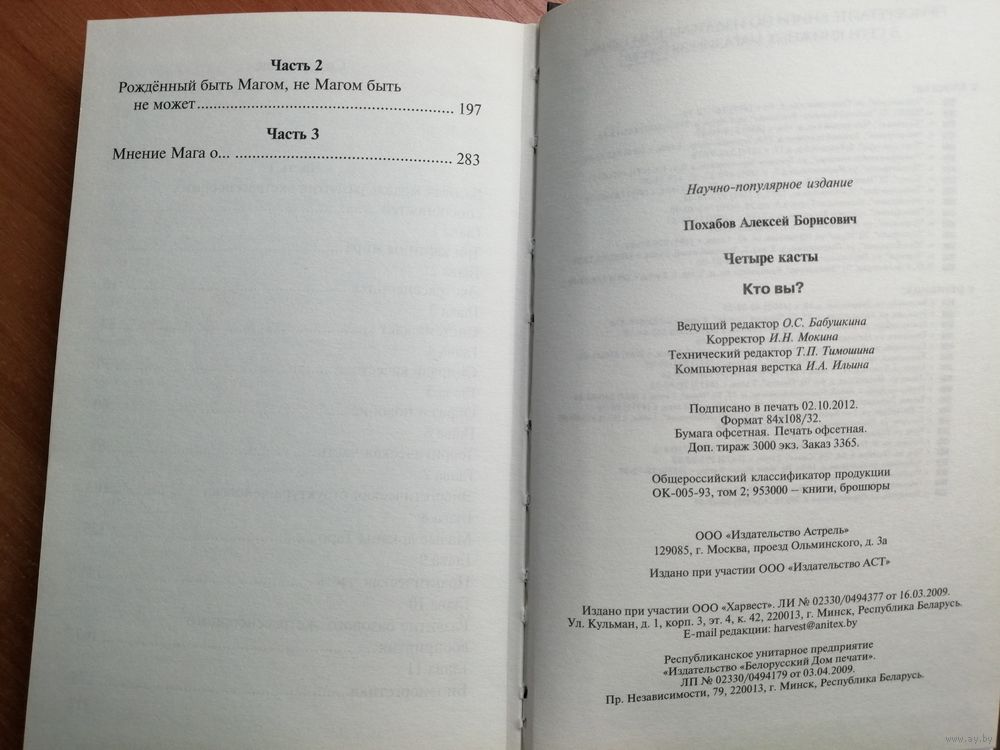 Часть 2
Рождённый быть Магом, не Магом быть
не может........................................................ 197
Часть 3
Мнение Мага о... .................................................. 283
Научно-популярное издание
Похабов Алексей Борисович
Четыре касты
Кто вы?
Ведущий редактор О.С. Бабушкина
Корректор И.Н. Мокина
Технический редактор Т.П. Тимошина
Компьютерная верстка И.А. Ильина
Подписано в печать 02.10.2012.
Формат 84х108/32.
Бумага офсетная. Печать офсетная.
Доп. тираж 3000 экз. Заказ 3365.
Общероссийский классификатор продукции
ОК-005-93, том 2; 953000 – книги, брошюры
ООО «Издательство Астрель»
129085, г. Москва, проезд Ольминского, д. 3а
Издано при участии ООО «Издательство АСТ»
Издано при участии ООО «Харвест». ЛИ № 02330/0494377 от 16.03.2009.
Ул. Кульман, д. 1, корп. 3, эт. 4, к. 42, 220013, г. Минск, Республика Беларусь.
E-mail редакции: harvest@anitex.by
Республиканское унитарное предприятие
«Издательство «Белорусский Дом печати».
ЛП № 02330/0494179 от 03.04.2009.
Пр. Независимости, 79, 220013, г. Минск, Республика Беларусь.
www.ay.by